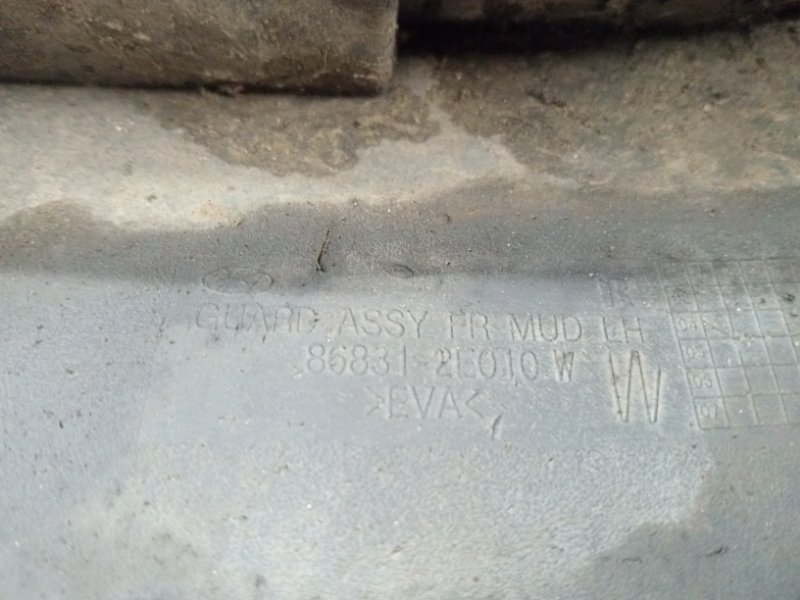 GUARD ASSY FR MUD LH
86831-2E010 W W
>EVA<